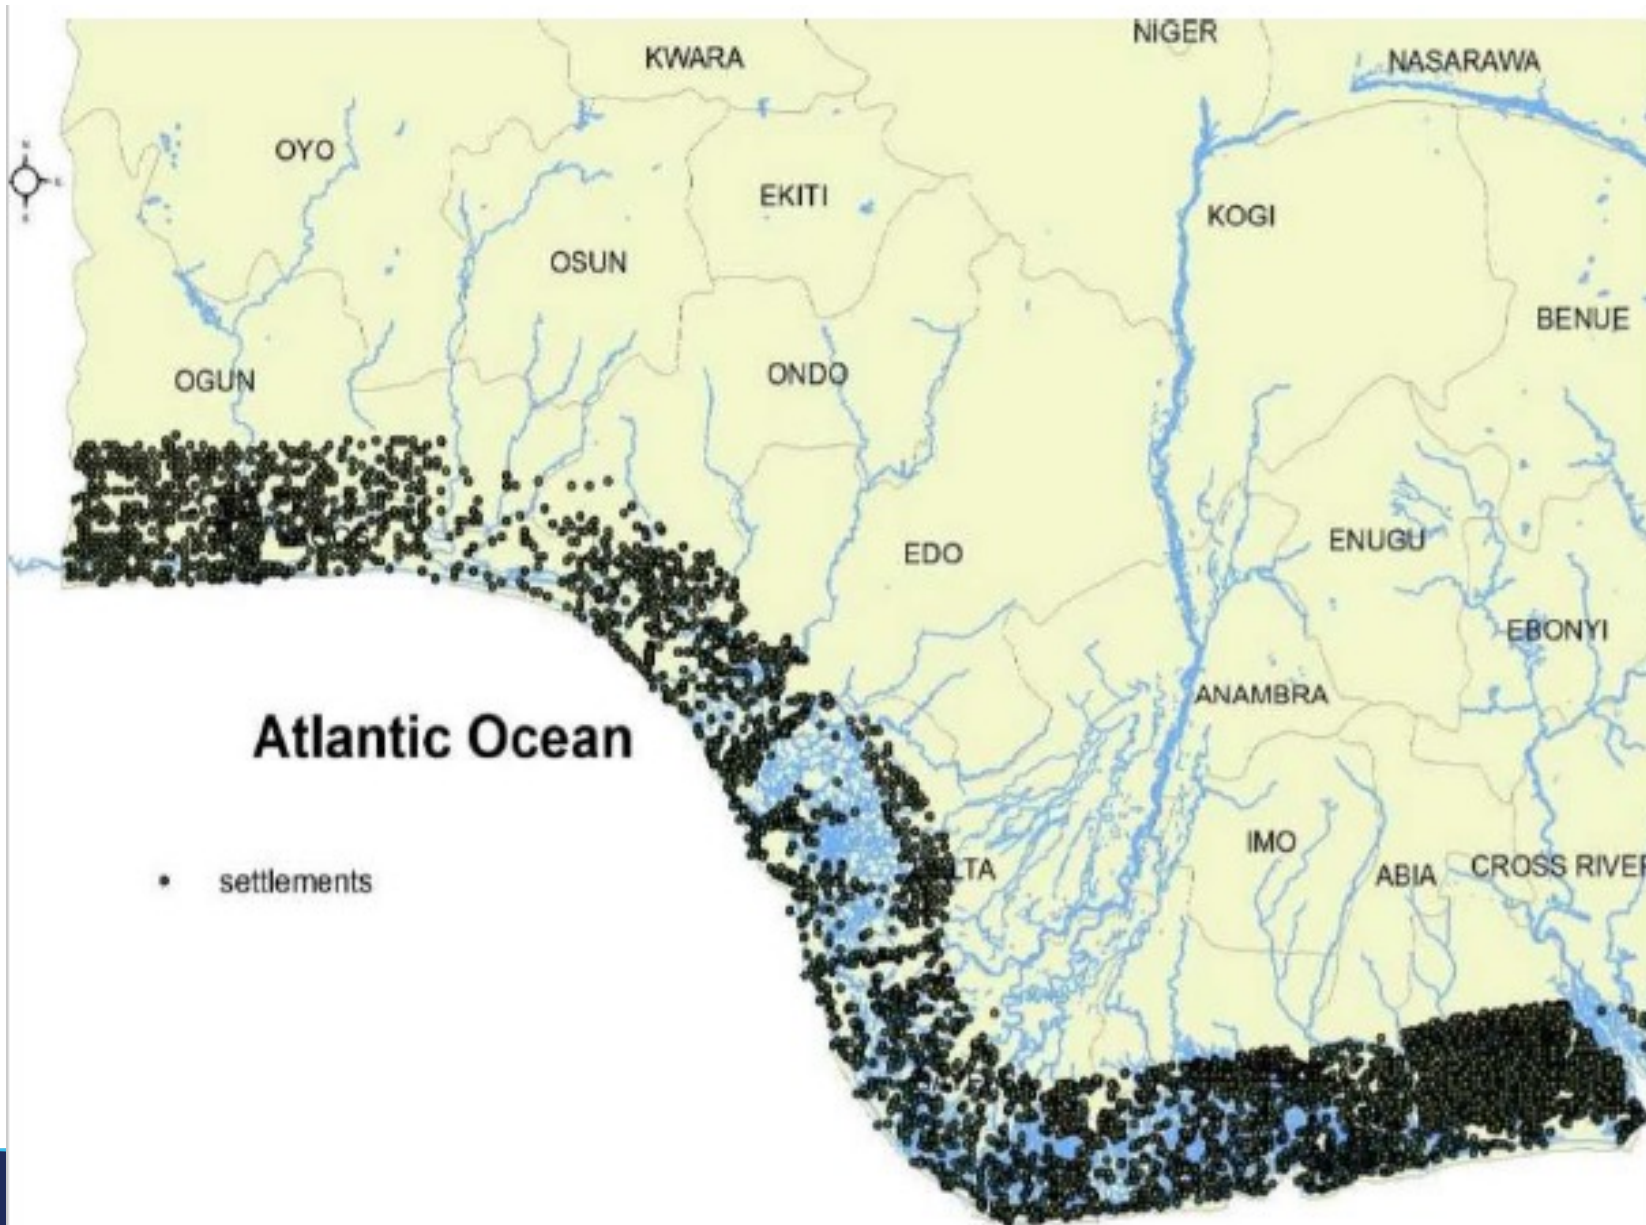 NIGER
KWARA
NASARAWA
OYO
EKITI
KOGI
OSUN
BENUE
OGUN
ONDO
EDO
ENUGU
EBONYI
ANAMBRA
Atlantic Ocean
IMO
LTA
ABIA
CROSS RIVER
settlements